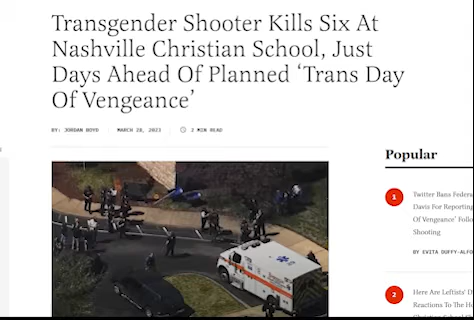 Transgender Shooter Kills Six At
Nashville Christian School, Just
Days Ahead Of Planned ‘Trans Day
Of Vengeance’
BY: JORDAN BOYD
MARCH 28, 2023
2 MIN READ
Popular
1
Twitter Bans Federa
Davis For Reporting
Of Vengeance' Follo
Shooting
BY EVITA DUFFY-ALFO
2
Here Are Leftists' D
Reactions To The H